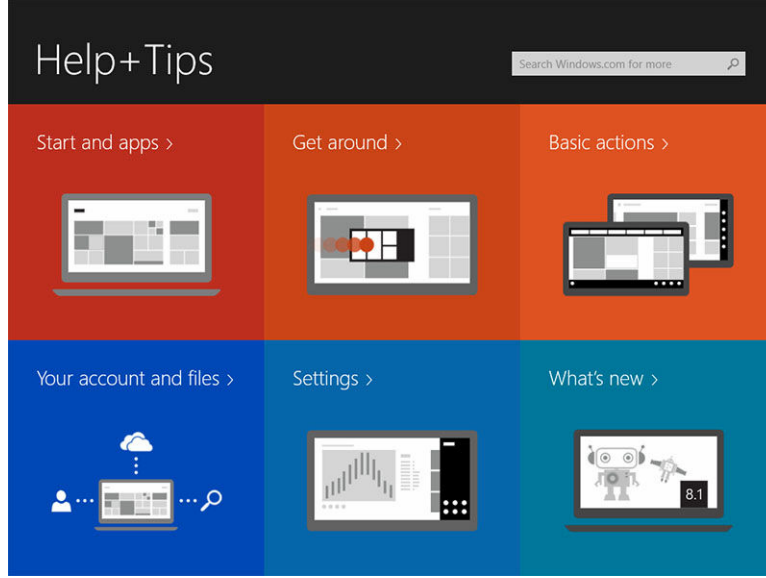 Help+Tips
Search Windows.com for more
Start and apps >
Get around >
Basic actions >
Your account and files >
Settings >
What's new >
8.1